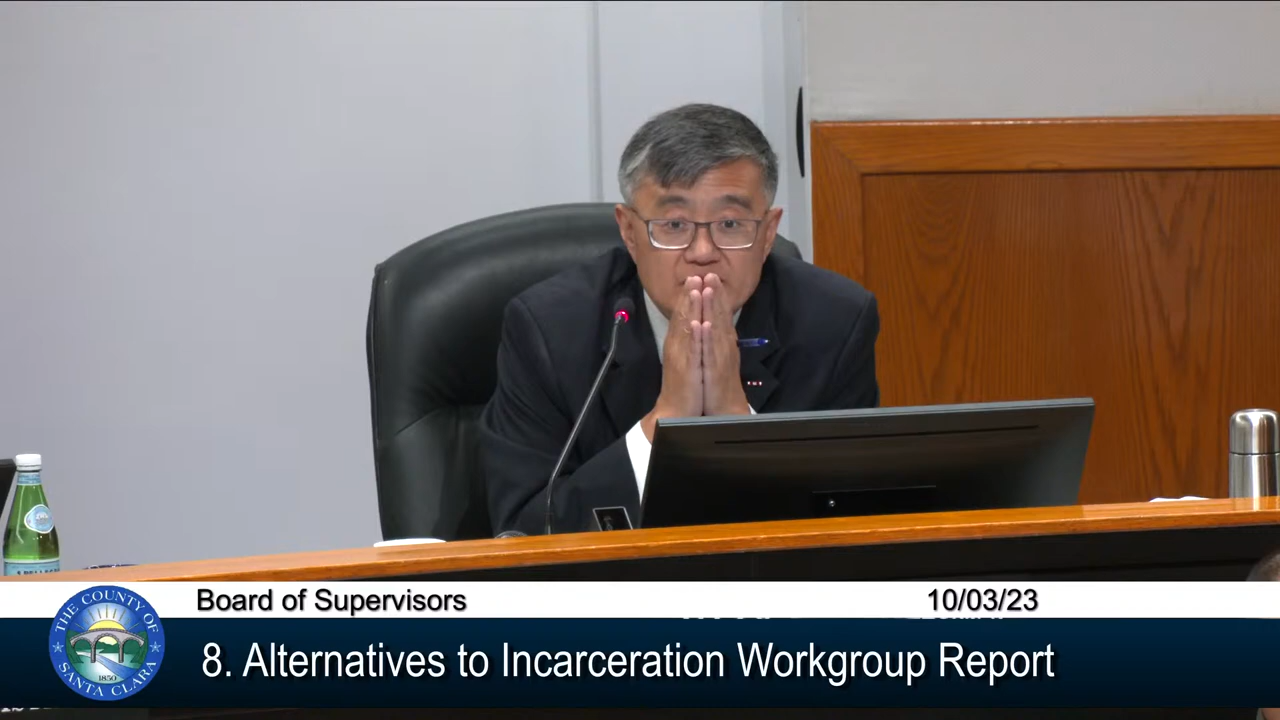 Board of Supervisors
10/03/23
8. Alternatives to Incarceration Workgroup Report
THE COUNTY OF
SANTA CLARA
1850